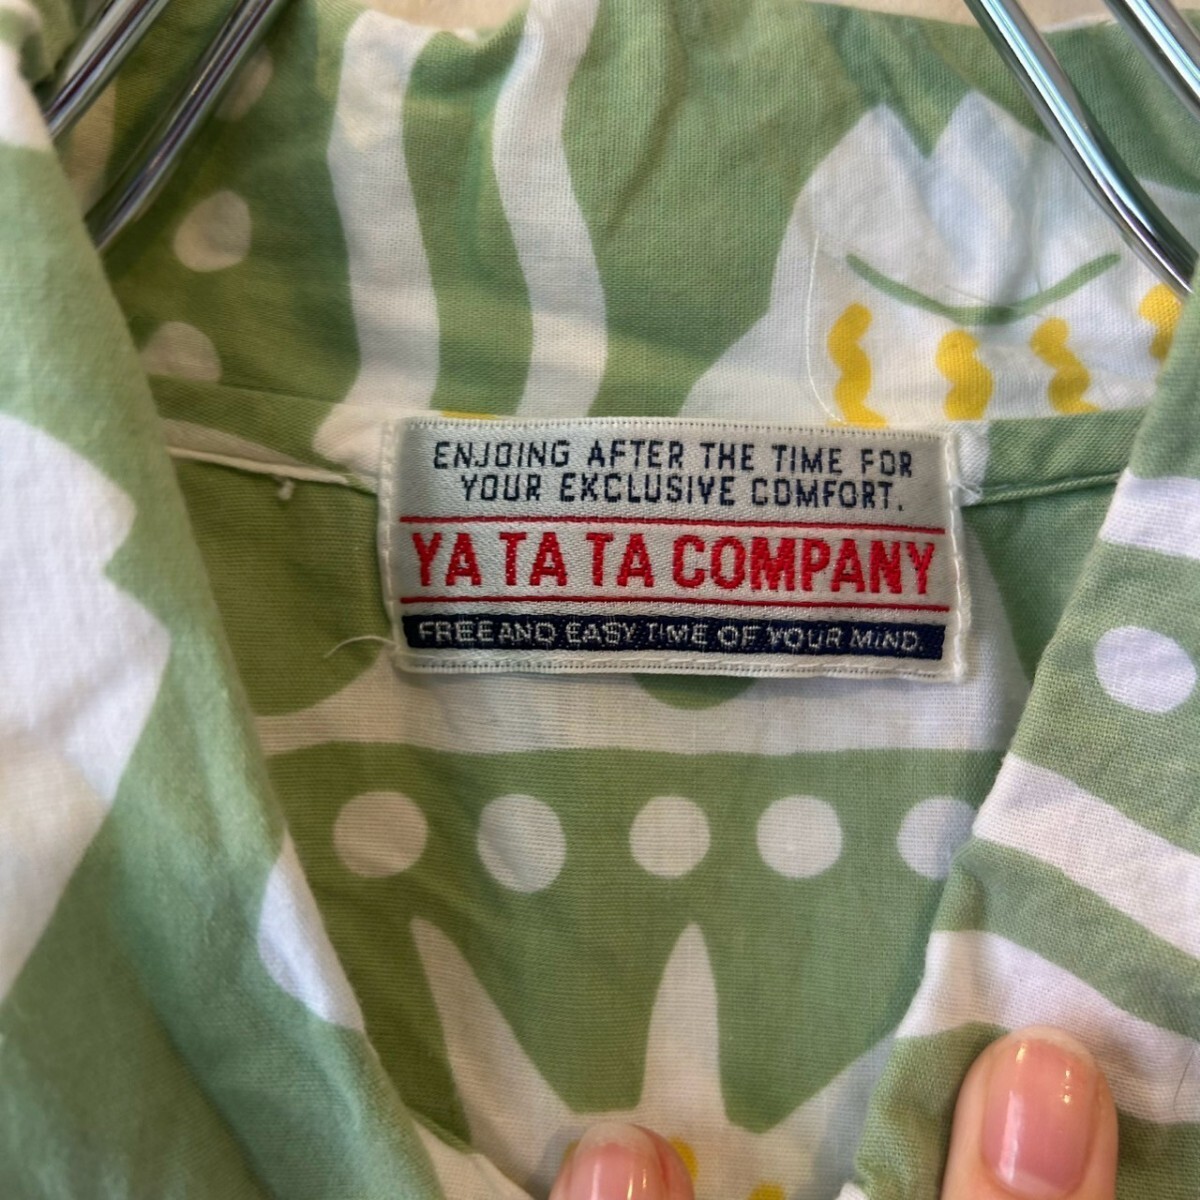 ENJOING AFTER THE TIME FOR
YOUR EXCLUSIVE COMFORT.
YA TA TA COMPANY
FREE AND EASY TIME OF YOUR MIND.